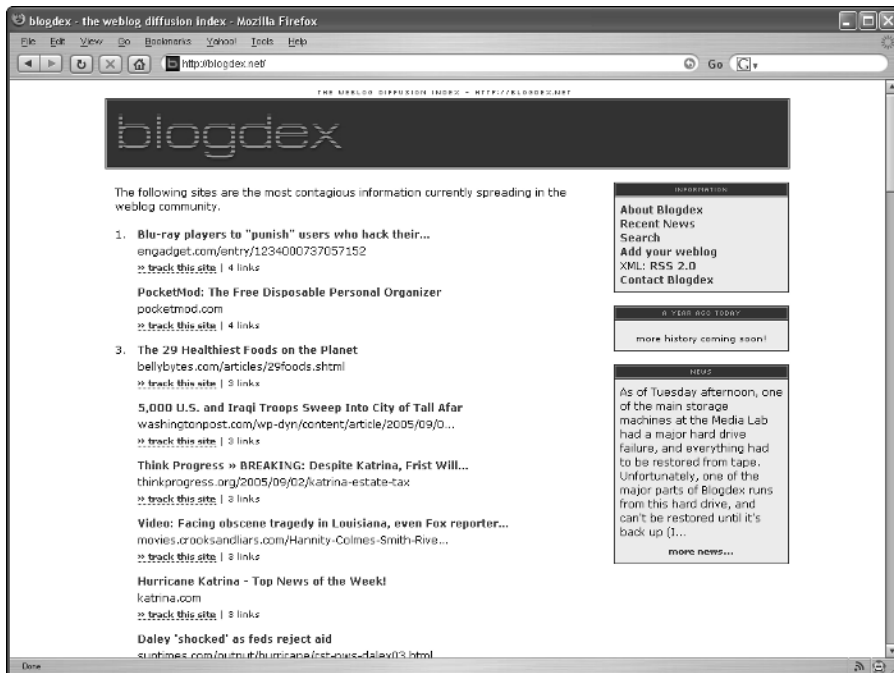 blogdex - the weblog diffusion index - Mozilla Firefox
File Edit View Go Bookmarks Yahoo! Tools Help
http://blogdex.net/ Go
THE WEBLOG DIFFUSION INDEX - HTTP://BLOGDEX.NET
blogdex
The following sites are the most contagious information currently spreading in the
weblog community.
1. Blu-ray players to "punish" users who hack their...
engadget.com/entry/1234000737057152
» track this site | 4 links
PocketMod: The Free Disposable Personal Organizer
pocketmod.com
» track this site | 4 links
3. The 29 Healthiest Foods on the Planet
bellybytes.com/articles/29foods.shtml
» track this site | 3 links
5,000 U.S. and Iraqi Troops Sweep Into City of Tall Afar
washingtonpost.com/wp-dyn/content/article/2005/09/0...
» track this site | 3 links
Think Progress » BREAKING: Despite Katrina, Frist Will...
thinkprogress.org/2005/09/02/katrina-estate-tax
» track this site | 3 links
Video: Facing obscene tragedy in Louisiana, even Fox reporter...
movies.crooksandliars.com/Hannity-Colmes-Smith-Rive...
» track this site | 3 links
Hurricane Katrina - Top News of the Week!
katrina.com
» track this site | 3 links
Daley 'shocked' as feds reject aid
suntimes.com/output/hurricane/cst-nws-daley03.html
INFORMATION
About Blogdex
Recent News
Search
Add your weblog
XML: RSS 2.0
Contact Blogdex
A YEAR AGO TODAY
more history coming soon!
NEWS
As of Tuesday afternoon, one
of the main storage
machines at the Media Lab
had a major hard drive
failure, and everything had
to be restored from tape.
Unfortunately, one of the
major parts of Blogdex runs
from this hard drive, and
can't be restored until it's
back up (I...
more news...
Done